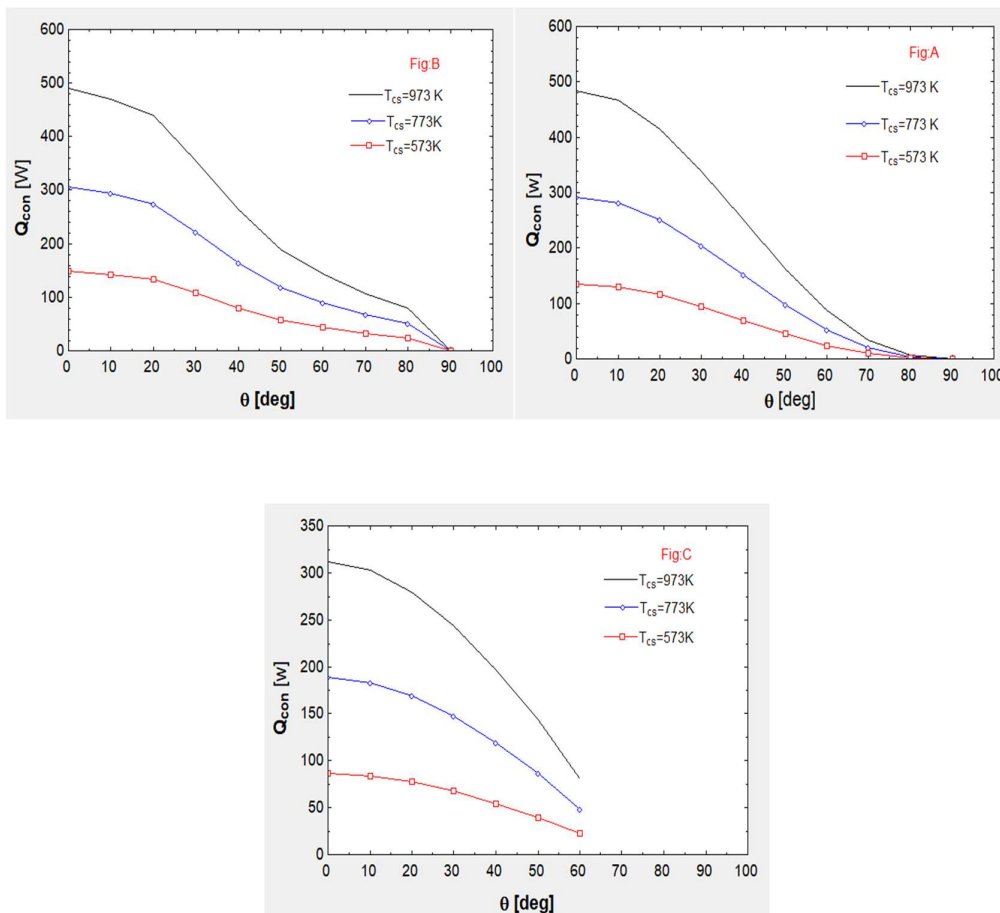 600
500
400
300
200
100
0
Q_con [W]
Fig:B
T_cs=973 K
T_cs=773K
T_cs=573K
0 10 20 30 40 50 60 70 80 90 100
θ [deg]
600
500
400
300
200
100
0
Q_con [w]
Fig:A
T_cs=973 K
T_cs=773 K
T_cs=573 K
0 10 20 30 40 50 60 70 80 90 100
θ [deg]
350
300
250
200
150
100
50
0
Q_con [w]
Fig:C
T_cs=973K
T_cs=773K
T_cs=573K
0 10 20 30 40 50 60 70 80 90 100
θ [deg]